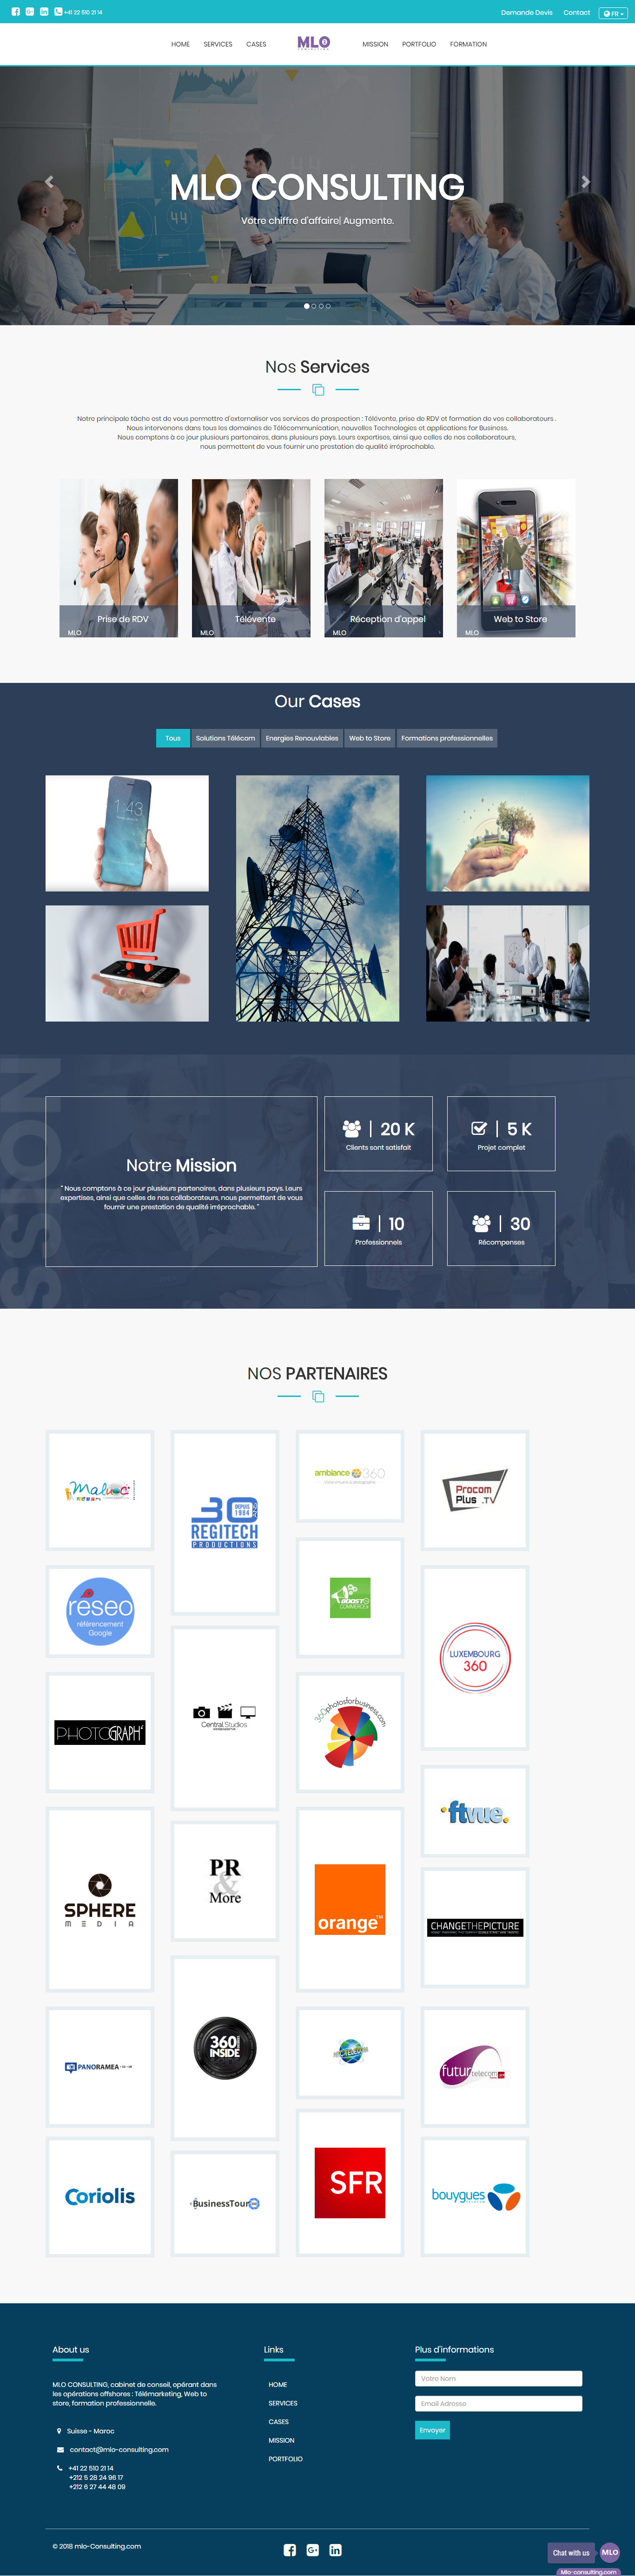 +41 22 510 21 14
Demande Devis
Contact
FR
HOME
SERVICES
CASES
MLO
CONSULTING
MISSION
PORTFOLIO
FORMATION
MLO CONSULTING
Votre chiffre d'affaire| Augmente.
Nos Services
Notre principale tâche est de vous permettre d'externaliser vos services de prospection : Télévente, prise de RDV et formation de vos collaborateurs .
Nous intervenons dans tous les domaines de Télécommunication, nouvelles Technologies et applications for Business.
Nous comptons à ce jour plusieurs partenaires, dans plusieurs pays. Leurs expertises, ainsi que celles de nos collaborateurs,
nous permettent de vous fournir une prestation de qualité irréprochable.
Prise de RDV
MLO
Télévente
MLO
Réception d'appel
MLO
Web to Store
MLO
Our Cases
Tous
Solutions Télécom
Energies Renouvlables
Web to Store
Formations professionnelles
1:43
Notre Mission
" Nous comptons à ce jour plusieurs partenaires, dans plusieurs pays. Leurs
expertises, ainsi que celles de nos collaborateurs, nous permettent de vous
fournir une prestation de qualité irréprochable. "
20 K
Clients sont satisfait
5 K
Projet complet
10
Professionnels
30
Récompenses
NOS PARTENAIRES
Maluc
30
DEPUIS
1984
REGITECH
PRODUCTIONS
ambiance 360
Procom
Plus .TV
réseo
référencement
Google
BOOST
COMMERCE
LUXEMBOURG
360
PHOTOGRAPH
Central Studios
360photosforbusiness.com
ftvue.
SPHERE
MEDIA
PR
&
More
orange™
CHANGETHEPICTURE
PANORAMEA
360
INSIDE
futur telecom
Coriolis
BusinessTour
SFR
bouygues
About us
MLO CONSULTING, cabinet de conseil, opérant dans
les opérations offshores : Télémarketing, Web to
store, formation professionnelle.
Suisse - Maroc
contact@mlo-consulting.com
+41 22 510 21 14
+212 5 28 24 96 17
+212 6 27 44 48 09
Links
HOME
SERVICES
CASES
MISSION
PORTFOLIO
Plus d'informations
Votre Nom
Email Adresse
Envoyer
© 2018 mlo-Consulting.com
Chat with us
MLO
Mlo-consulting.com